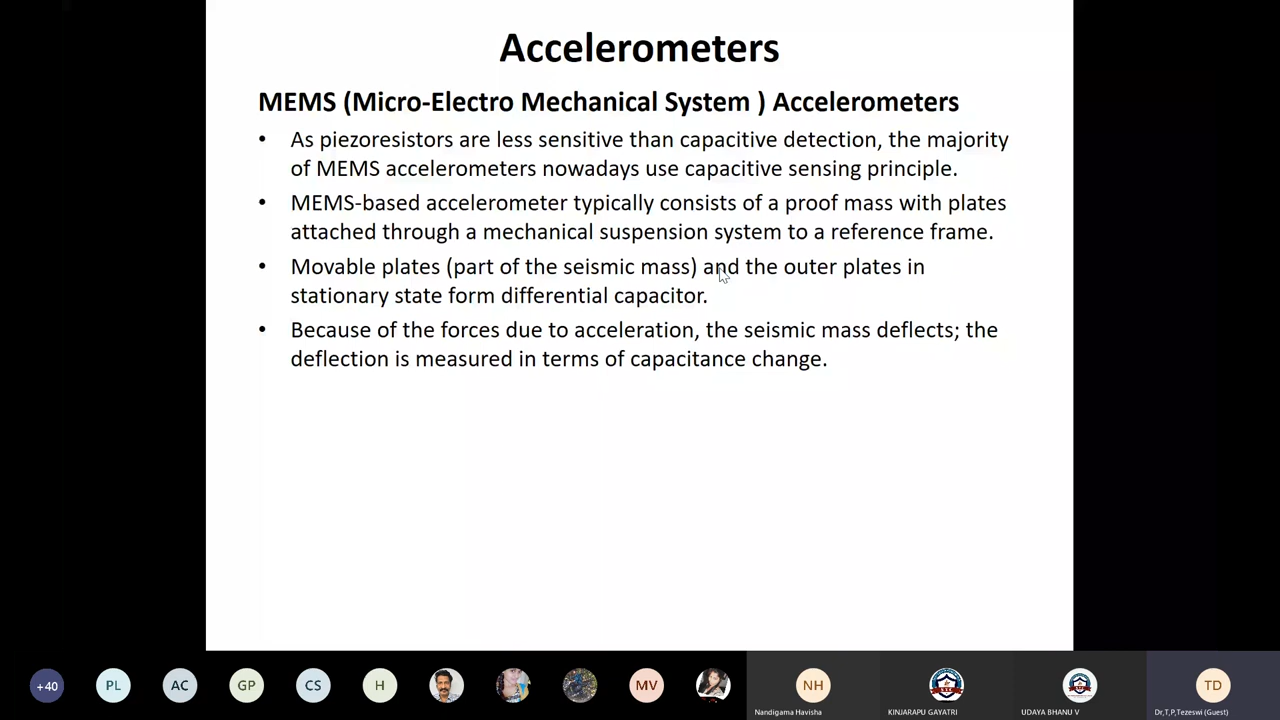 Accelerometers
MEMS (Micro-Electro Mechanical System ) Accelerometers
• As piezoresistors are less sensitive than capacitive detection, the majority
of MEMS accelerometers nowadays use capacitive sensing principle.
• MEMS-based accelerometer typically consists of a proof mass with plates
attached through a mechanical suspension system to a reference frame.
• Movable plates (part of the seismic mass) and the outer plates in
stationary state form differential capacitor.
• Because of the forces due to acceleration, the seismic mass deflects; the
deflection is measured in terms of capacitance change.
+40 PL AC GP CS H MV NH TD
Nandigama Havisha KINJARAPU GAYATRI UDAYA BHANU V Dr,T,P,Tezeswi (Guest)